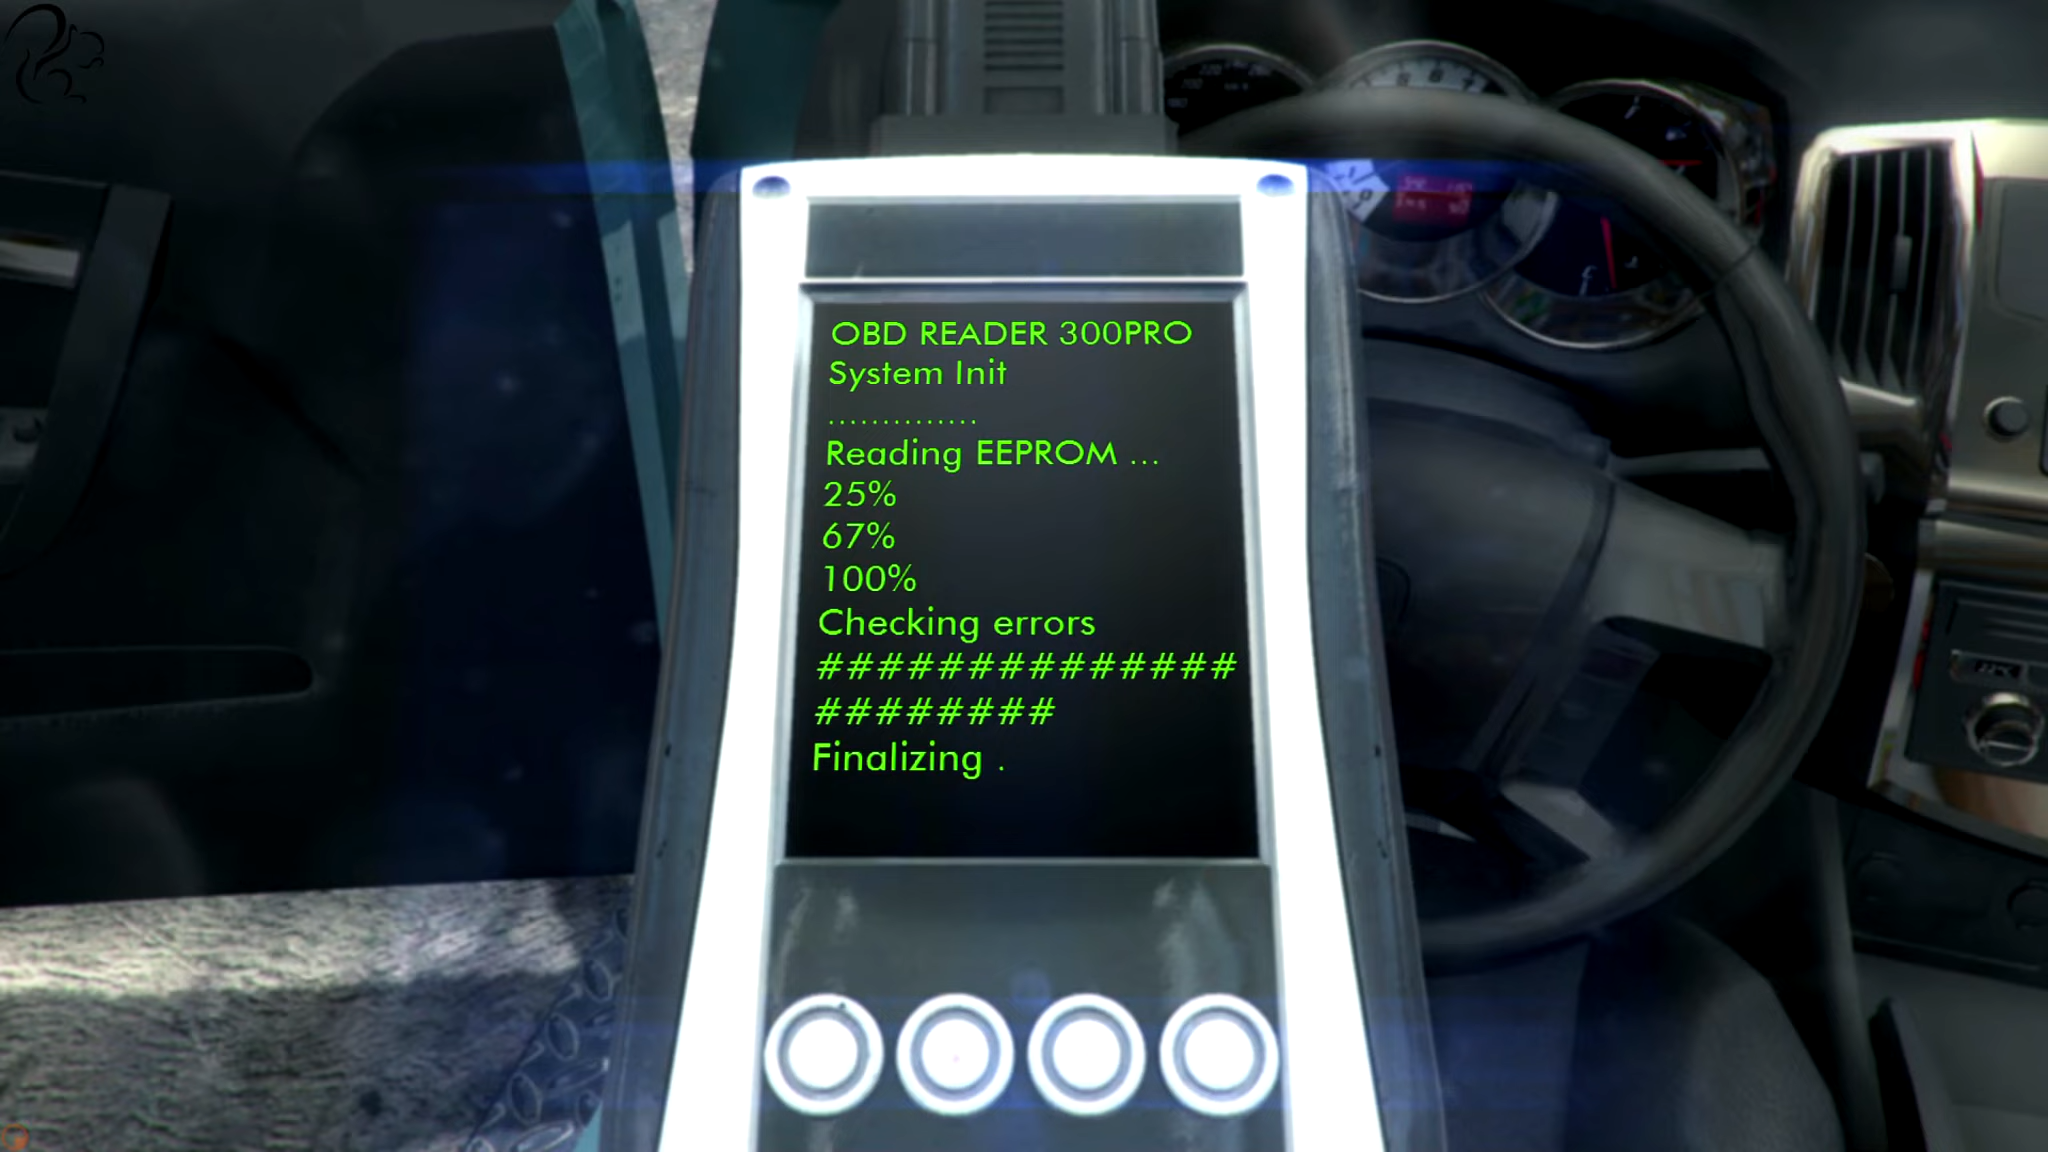 OBD READER 300PRO
System Init
..............
Reading EEPROM ...
25%
67%
100%
Checking errors
##############
########
Finalizing .